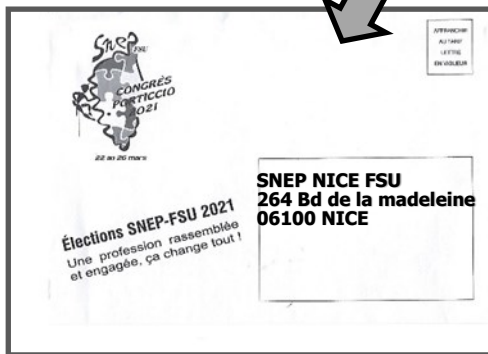 Snep FSU
CONGRÈS
PORTICCIO
2021
22 au 26 mars
AFFRANCHIR
AU TARIF
LETTRE
EN VIGUEUR
SNEP NICE FSU
264 Bd de la madeleine
06100 NICE
Élections SNEP-FSU 2021
Une profession rassemblée
et engagée, ça change tout !